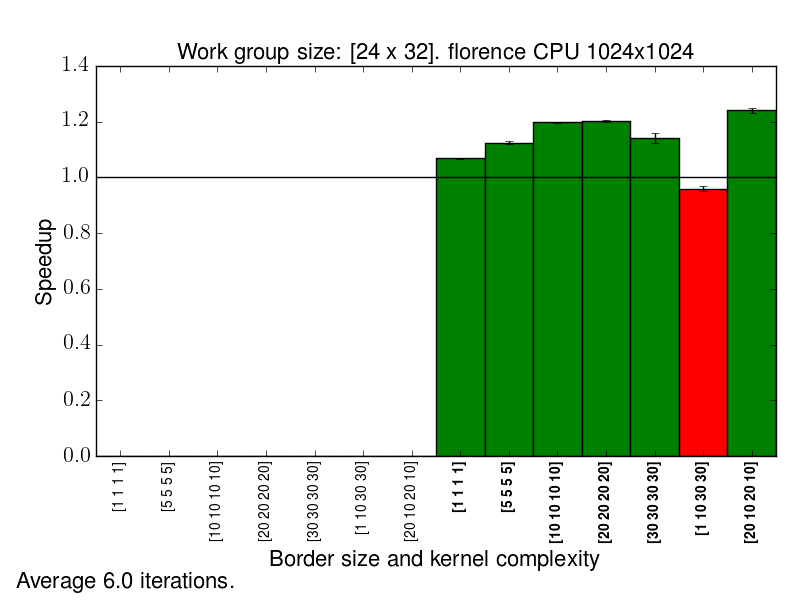 Work group size: [24 x 32]. florence CPU 1024x1024
1.4
1.2
1.0
0.8
0.6
0.4
0.2
0.0
Speedup
[1 1 1 1]
[5 5 5 5]
[10 10 10 10]
[20 20 20 20]
[30 30 30 30]
[1 10 30 30]
[20 10 20 10]
[1 1 1 1]
[5 5 5 5]
[10 10 10 10]
[20 20 20 20]
[30 30 30 30]
[1 10 30 30]
[20 10 20 10]
Border size and kernel complexity
Average 6.0 iterations.